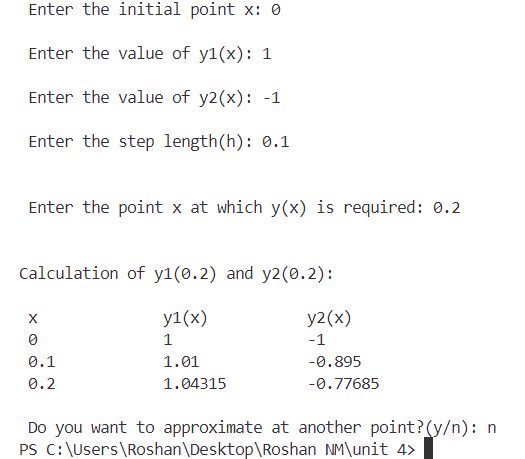 Enter the initial point x: 0
Enter the value of y1(x): 1
Enter the value of y2(x): -1
Enter the step length(h): 0.1
Enter the point x at which y(x) is required: 0.2
Calculation of y1(0.2) and y2(0.2):
x y1(x) y2(x)
0 1 -1
0.1 1.01 -0.895
0.2 1.04315 -0.77685
Do you want to approximate at another point?(y/n): n
PS C:\Users\Roshan\Desktop\Roshan NM\unit 4>